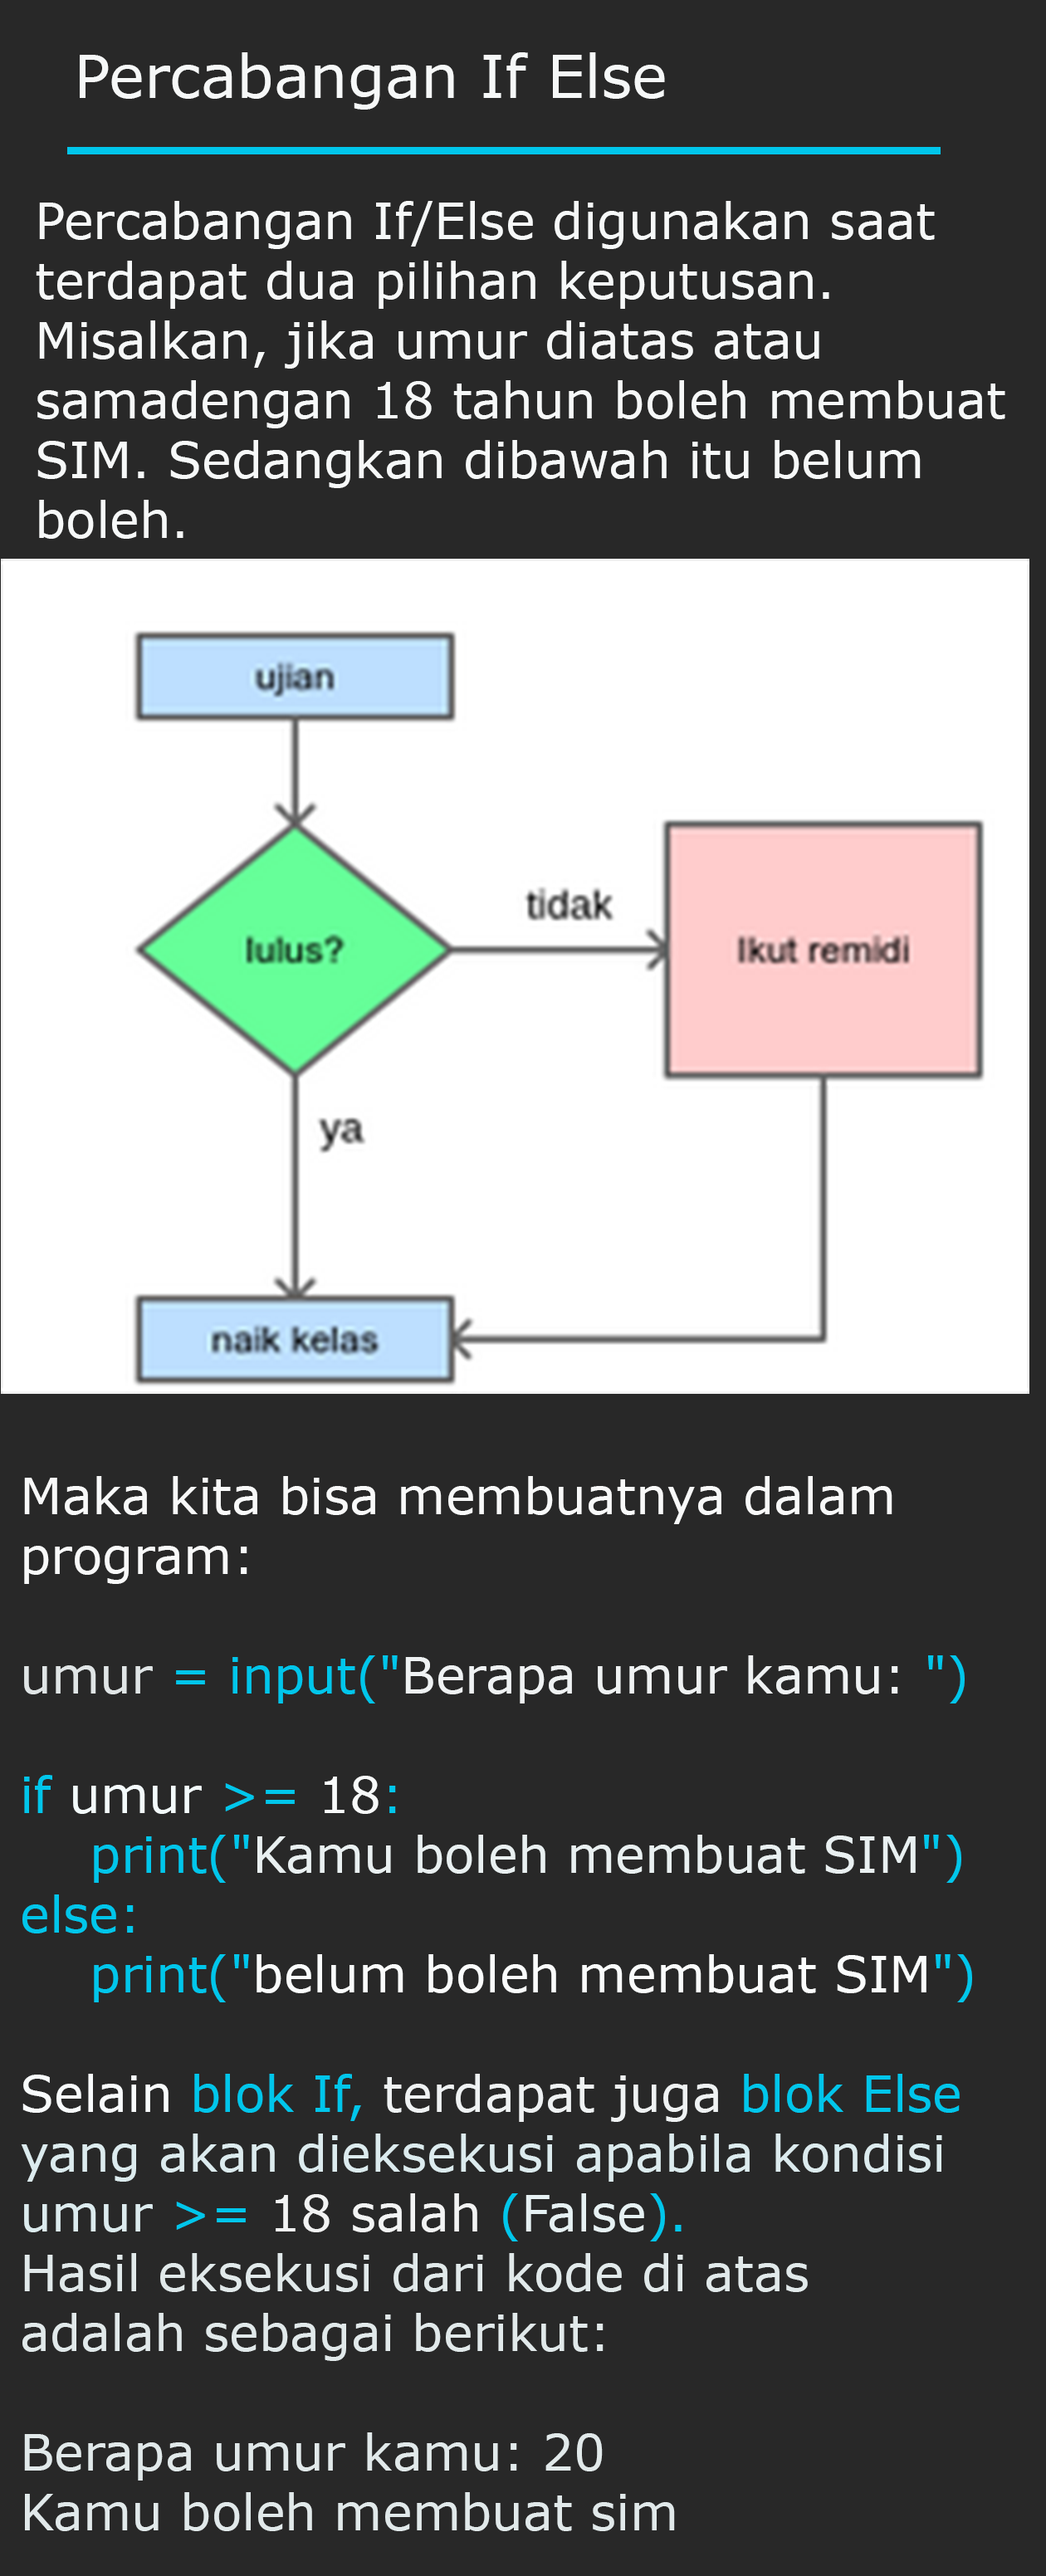 Percabangan If Else
Percabangan If/Else digunakan saat
terdapat dua pilihan keputusan.
Misalkan, jika umur diatas atau
samadengan 18 tahun boleh membuat
SIM. Sedangkan dibawah itu belum
boleh.
ujian
lulus?
tidak
Ikut remidi
ya
naik kelas
Maka kita bisa membuatnya dalam
program:
umur = input("Berapa umur kamu: ")
if umur >= 18:
print("Kamu boleh membuat SIM")
else:
print("belum boleh membuat SIM")
Selain blok If, terdapat juga blok Else
yang akan dieksekusi apabila kondisi
umur >= 18 salah (False).
Hasil eksekusi dari kode di atas
adalah sebagai berikut:
Berapa umur kamu: 20
Kamu boleh membuat sim